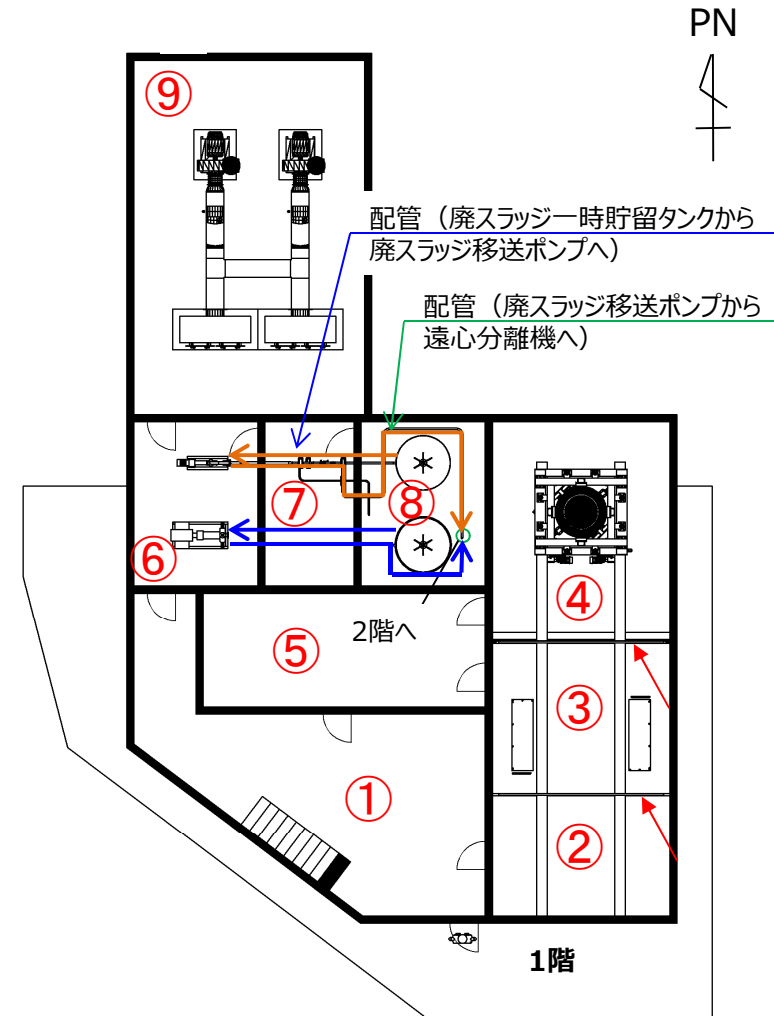 PN
⑨
配管（廃スラッジ一時貯留タンクから
廃スラッジ移送ポンプへ）
配管（廃スラッジ移送ポンプから
遠心分離機へ）
⑦
⑧
⑥
④
2階へ
⑤
③
①
②
1階